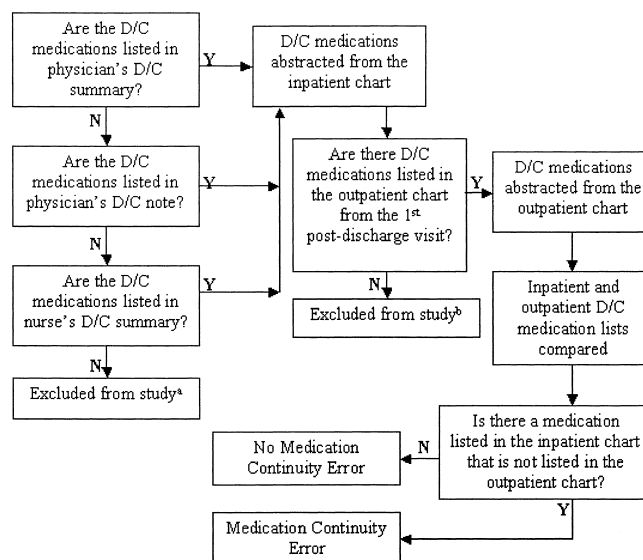 Are the D/C
medications listed in
physician's D/C
summary?
Y
D/C medications
abstracted from the
inpatient chart
N
Are the D/C
medications listed in
physician's D/C note?
Y
Are there D/C
medications listed in
the outpatient chart
from the 1st
post-discharge visit?
Y
D/C medications
abstracted from the
outpatient chart
N
Are the D/C
medications listed in
nurse's D/C summary?
Y
N
Excluded from studyᵇ
Inpatient and
outpatient D/C
medication lists
compared
N
Excluded from studyᵃ
Is there a medication
listed in the inpatient chart
that is not listed in the
outpatient chart?
N
No Medication
Continuity Error
Y
Medication Continuity
Error